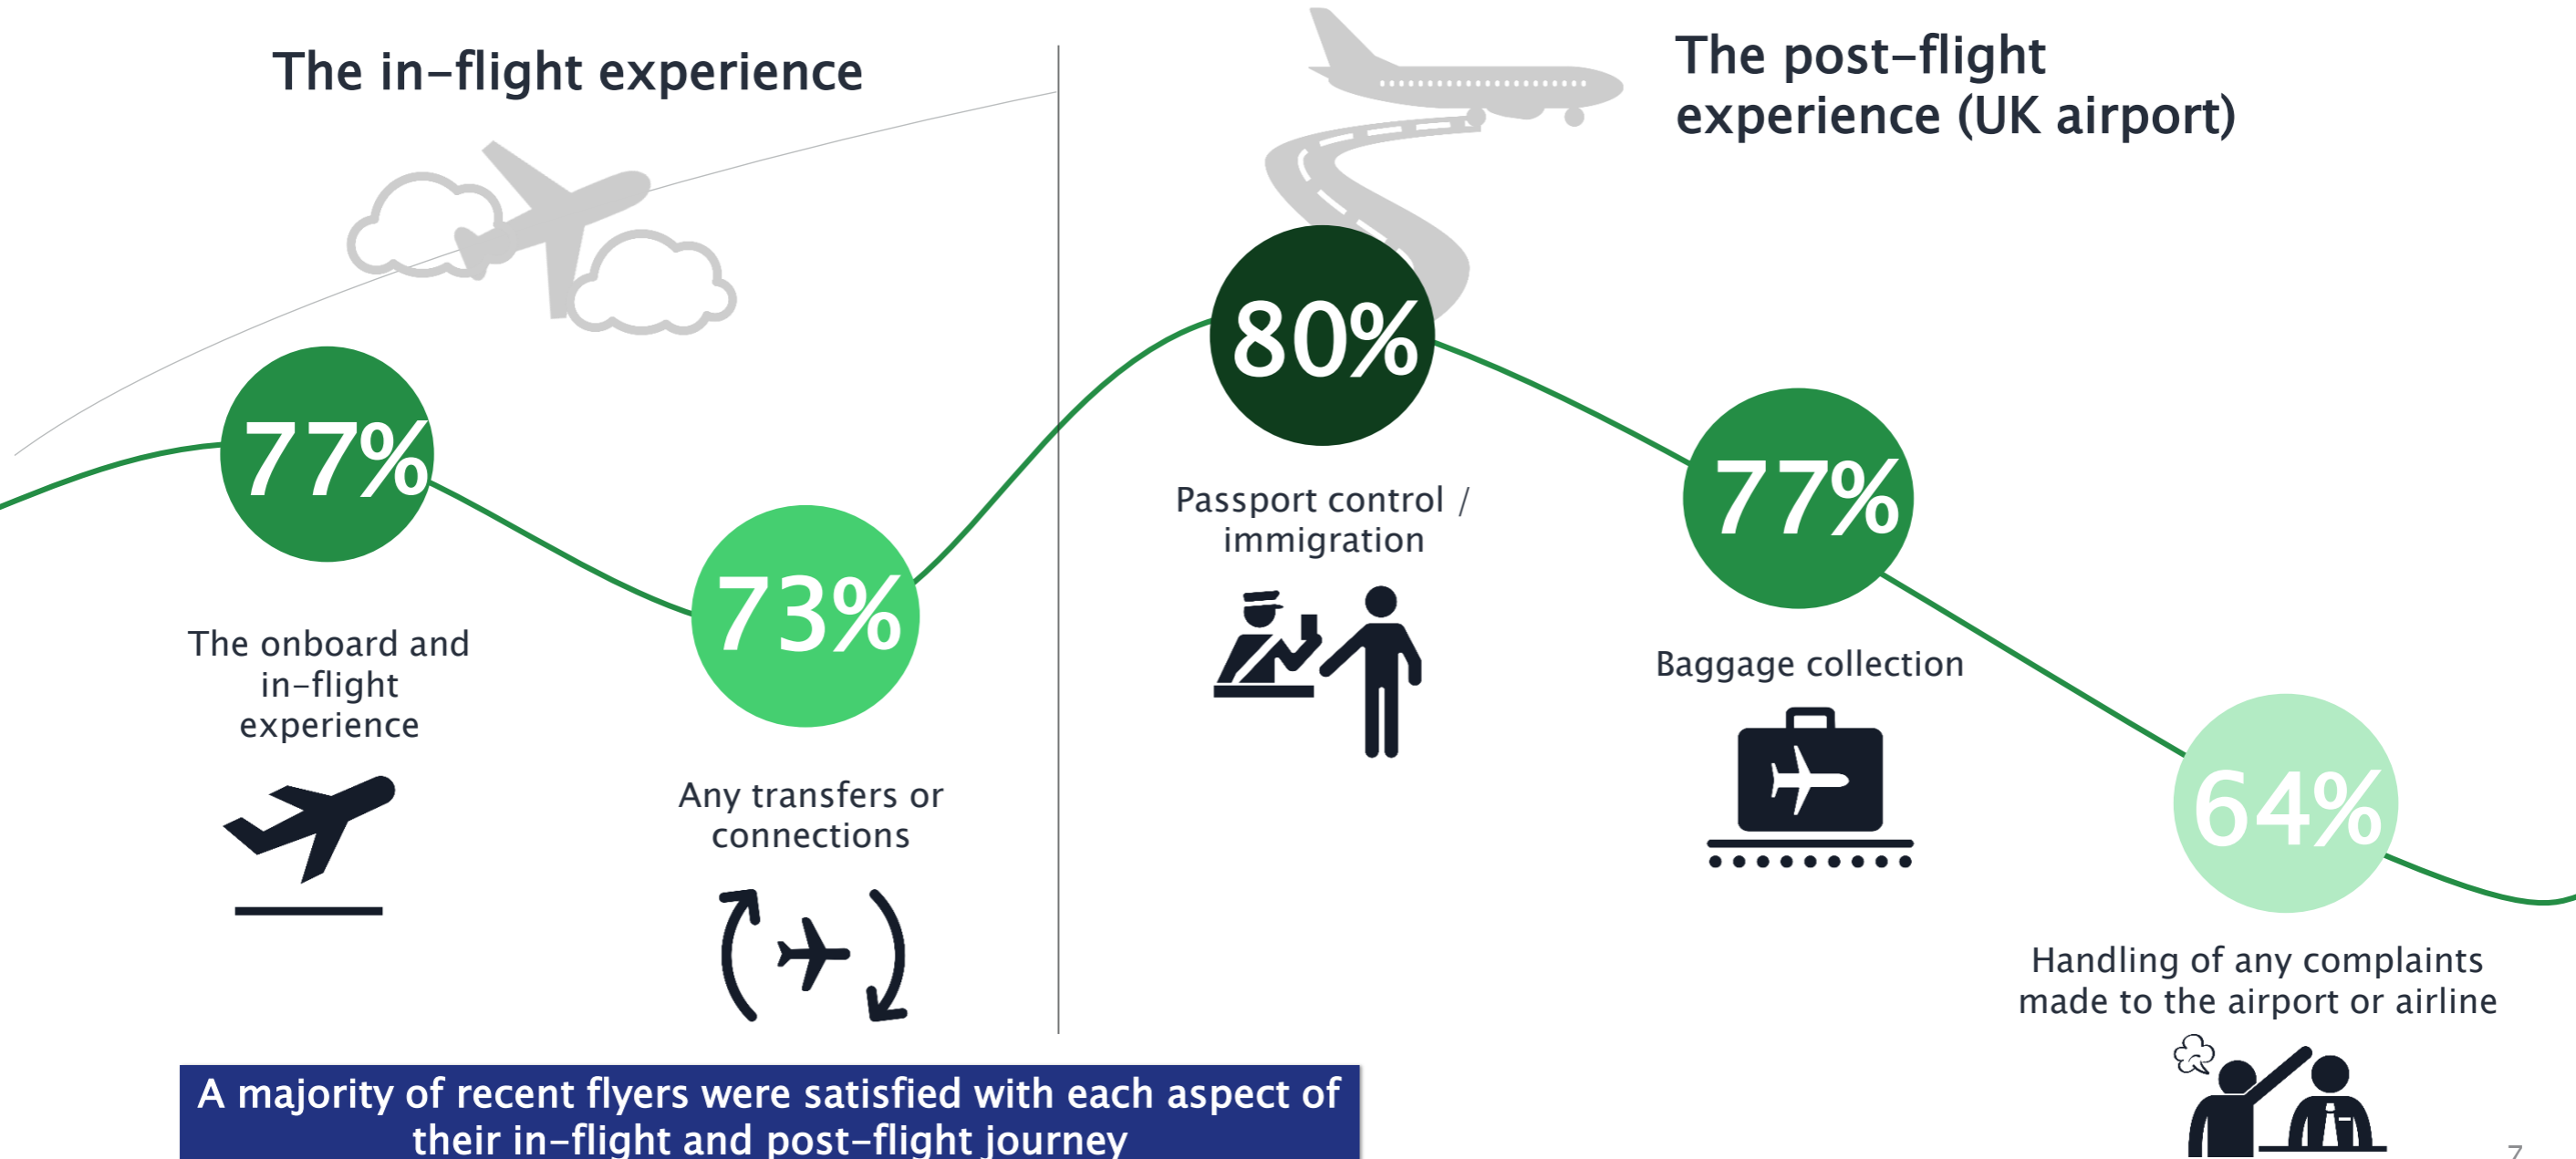 The in-flight experience
77%
The onboard and
in-flight
experience
73%
Any transfers or
connections
The post-flight
experience (UK airport)
80%
Passport control /
immigration
77%
Baggage collection
64%
Handling of any complaints
made to the airport or airline
A majority of recent flyers were satisfied with each aspect of
their in-flight and post-flight journey
7